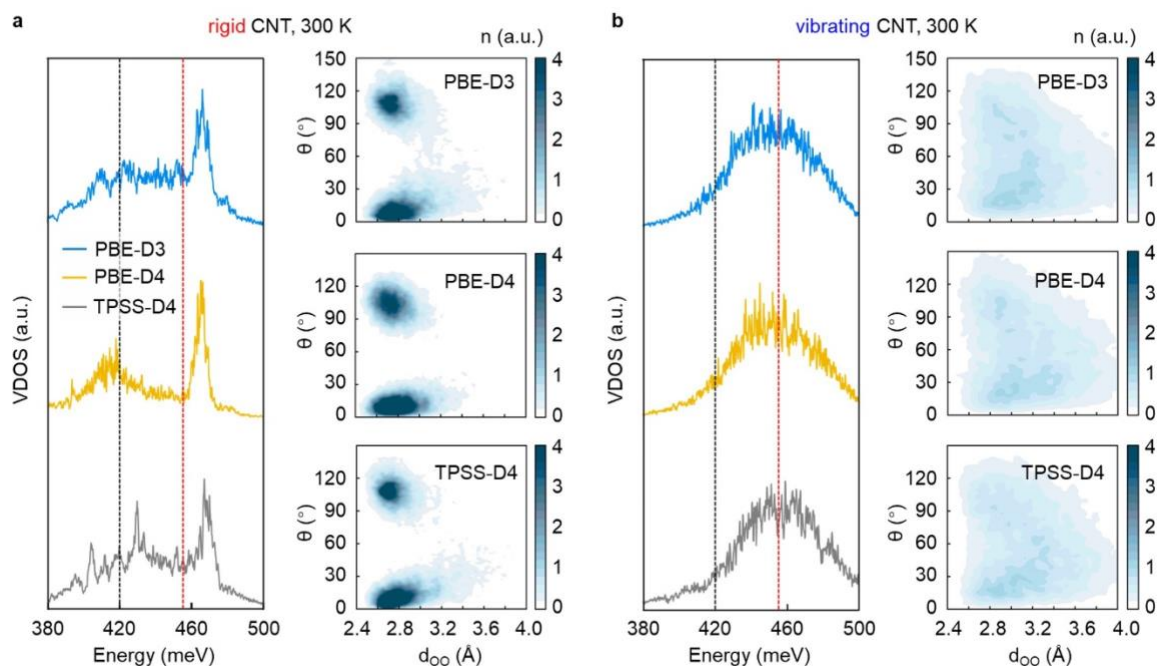 a
rigid CNT, 300 K
n (a.u.)
VDOS (a.u.)
PBE-D3
PBE-D4
TPSS-D4
380 420 460 500
Energy (meV)
θ (°)
150
120
90
60
30
0
PBE-D3
4
3
2
1
0
θ (°)
120
90
60
30
0
PBE-D4
4
3
2
1
0
θ (°)
120
90
60
30
0
TPSS-D4
4
3
2
1
0
2.4 2.8 3.2 3.6 4.0
dOO (Å)
b
vibrating CNT, 300 K
n (a.u.)
VDOS (a.u.)
380 420 460 500
Energy (meV)
θ (°)
150
120
90
60
30
0
PBE-D3
4
3
2
1
0
θ (°)
120
90
60
30
0
PBE-D4
4
3
2
1
0
θ (°)
120
90
60
30
0
TPSS-D4
4
3
2
1
0
2.4 2.8 3.2 3.6 4.0
dOO (Å)